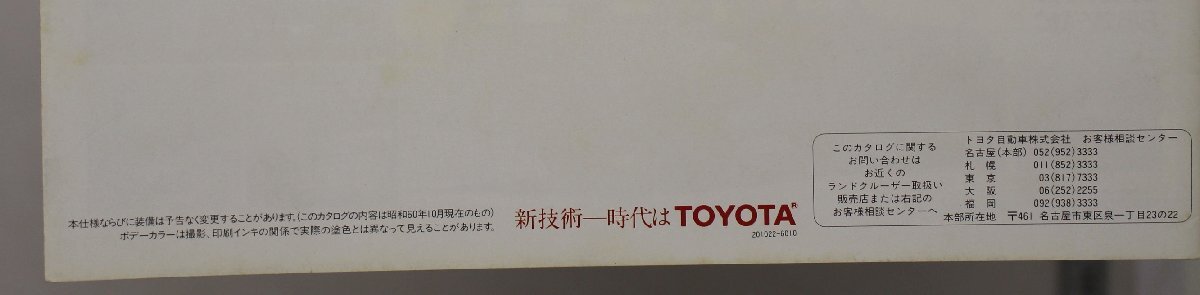 本仕様ならびに装備は予告なく変更することがあります。(このカタログの内容は昭和60年10月現在のもの)
ボデーカラーは撮影、印刷インキの関係で実際の塗色とは異なって見えることがあります。
新技術—時代は TOYOTA®
201022-6010
このカタログに関する
お問い合わせは
お近くの
ランドクルーザー取扱い
販売店または右記の
お客様相談センターへ
トヨタ自動車株式会社 お客様相談センター
名古屋(本部) 052(952)3333
札幌 011(852)3333
東京 03(817)7333
大阪 06(252)2255
福岡 092(938)3333
本部所在地 〒461 名古屋市東区泉一丁目23の22